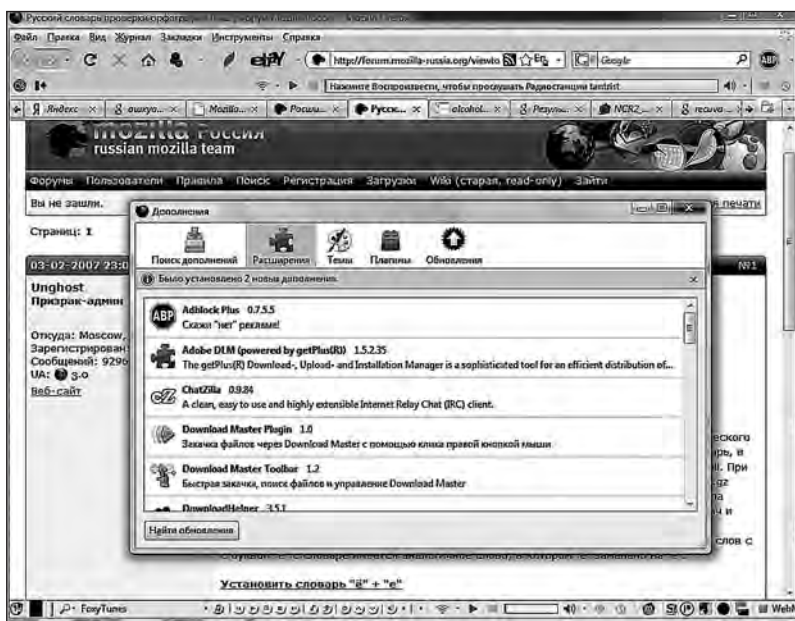 Русский словарь проверки орфографии
Файл Правка Вид Журнал Закладки Инструменты Справка
http://forum.mozilla-russia.org/viewto
Google
Нажмите Воспроизвести, чтобы прослушать Радиостанции tardzist
Яндекс
Mozilla...
Русск...
alcohol...
Резуль...
NCR2...
recuva...
mozilla Россия
russian mozilla team
Форумы Пользователи Правила Поиск Регистрация Загрузки Wiki (старая, read-only) Зайти
Вы не зашли.
печати
Страниц: 1
03-02-2007 23:0
№1
Unghost
Призрак-админ
Откуда: Moscow,
Зарегистрирован
Сообщений: 9296
UA: 3.0
Веб-сайт
Дополнения
Поиск дополнений Расширения Темы Плагины Обновления
Было установлено 2 новых дополнения.
ABP
Adblock Plus 0.7.5.5
Скажи "нет" рекламе!
Adobe DLM (powered by getPlus(R)) 1.5.2.35
The getPlus(R) Download-, Upload- and Installation Manager is a sophisticated tool for an efficient distribution of...
ChatZilla 0.9.84
A clean, easy to use and highly extensible Internet Relay Chat (IRC) client.
Download Master Plugin 1.0
Закачка файлов через Download Master с помощью клика правой кнопкой мыши
Download Master Toolbar 1.2
Быстрая закачка, поиск файлов и управление Download Master
DownloadHelper 3.5.1
Найти обновления
слов с
Установить словарь "ё" + "е"
FoxyTunes